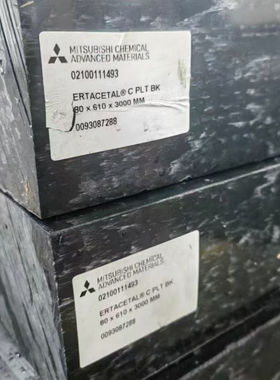 MITSUBISHI CHEMICAL
ADVANCED MATERIALS
02100111493
ERTACETAL® C PLT BK
80 x 610 x 3000 MM
0093087288
MITSUBISHI CHEMICAL
ADVANCED MATERIALS
02100111493
ERTACETAL® C PLT BK
80 x 610 x 3000 MM
0093087288